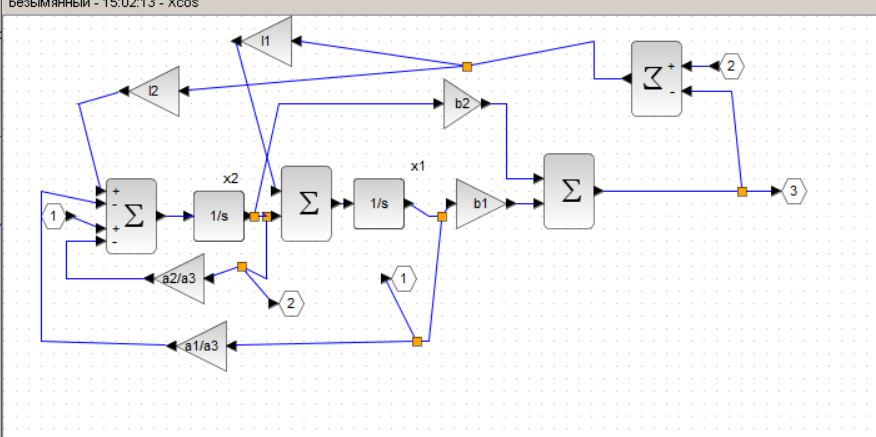 Безымянный - 15:02:13 - Xcos
l1
Σ
+
-
2
l2
b2
x2
x1
+
-
+
-
Σ
1
1/s
Σ
1/s
b1
Σ
3
a2/a3
2
1
a1/a3